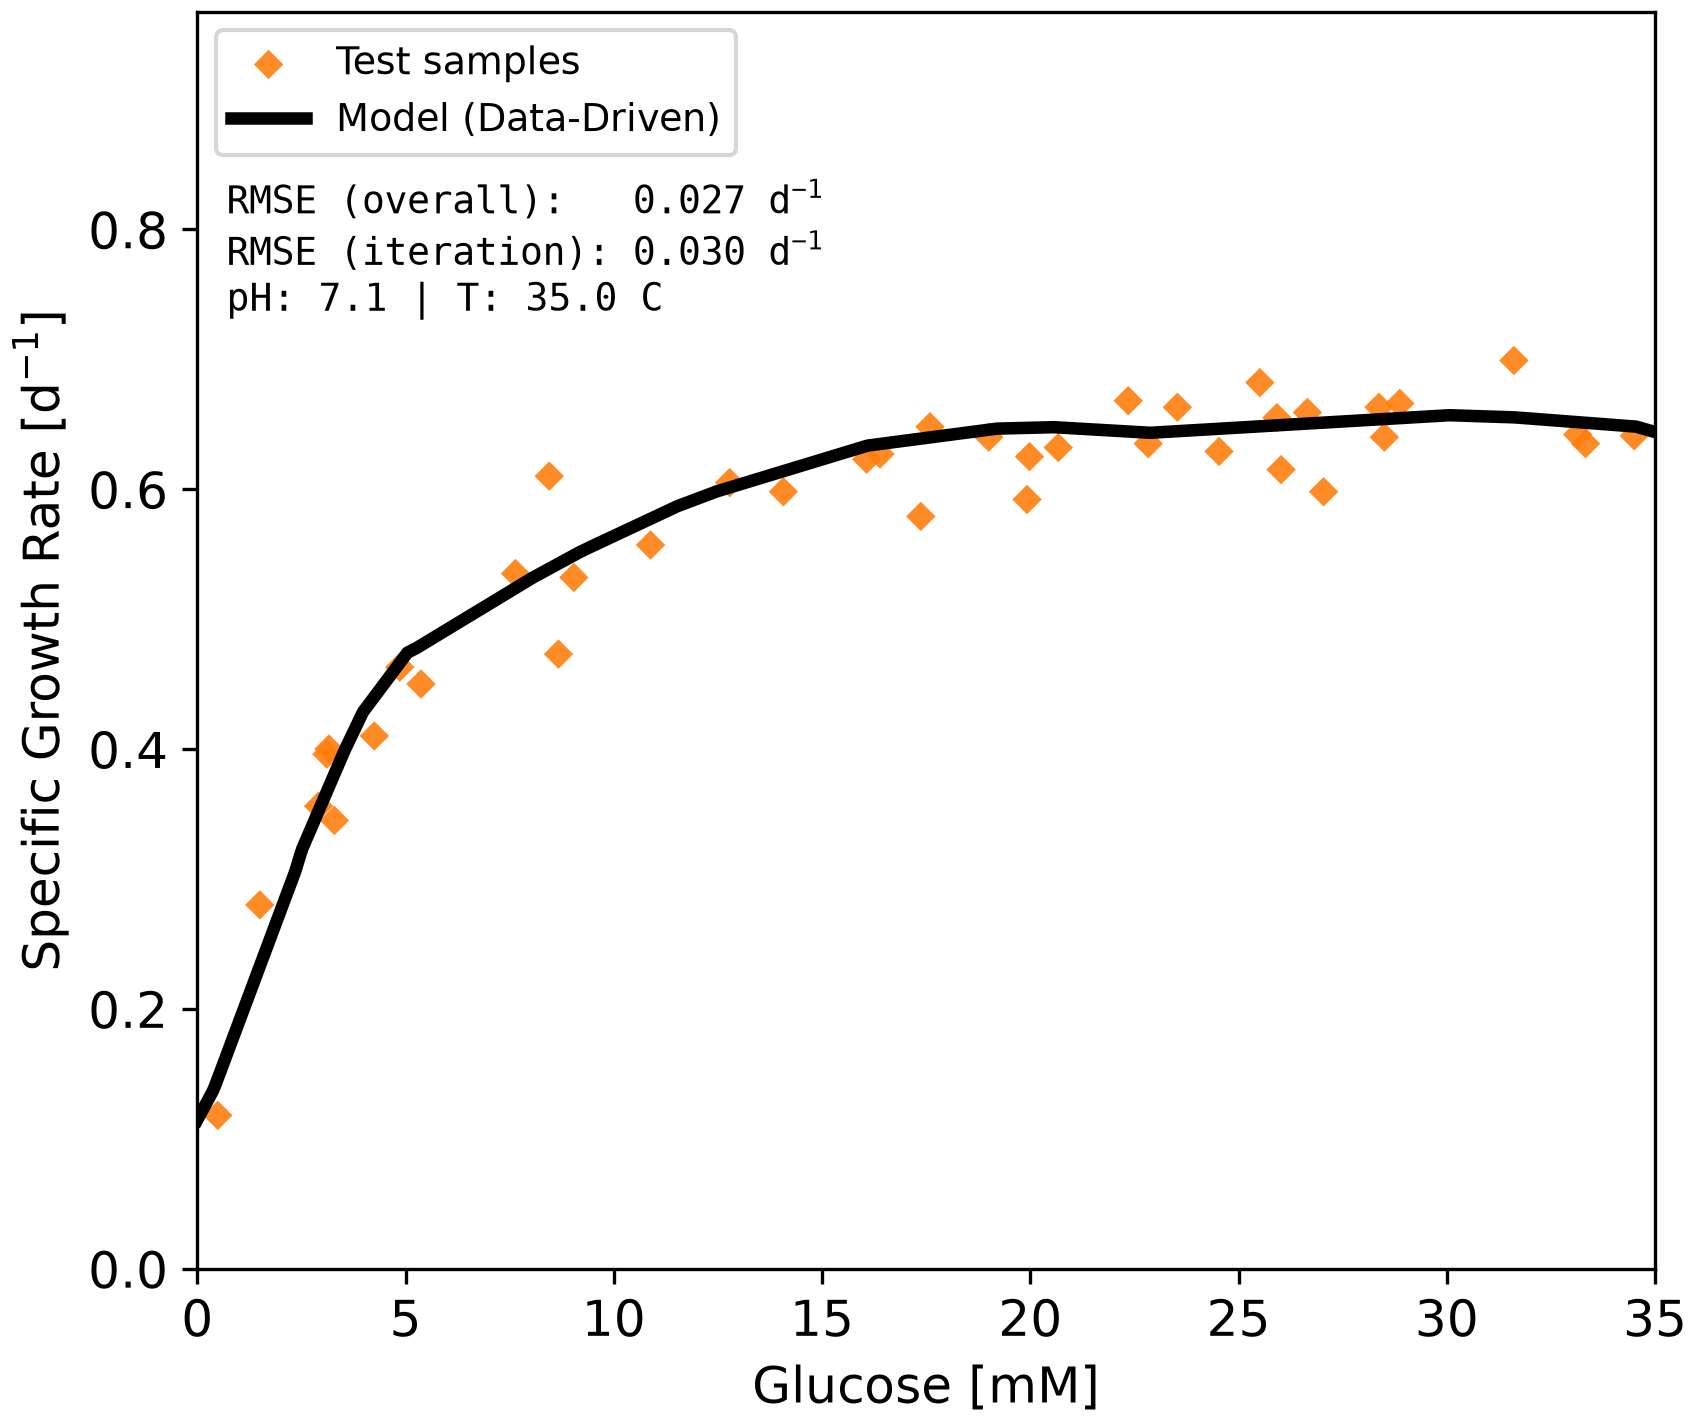 Test samples
Model (Data-Driven)
RMSE (overall):   0.027 d⁻¹
RMSE (iteration): 0.030 d⁻¹
pH: 7.1 | T: 35.0 C
Specific Growth Rate [d⁻¹]
0.8
0.6
0.4
0.2
0.0
0 5 10 15 20 25 30 35
Glucose [mM]